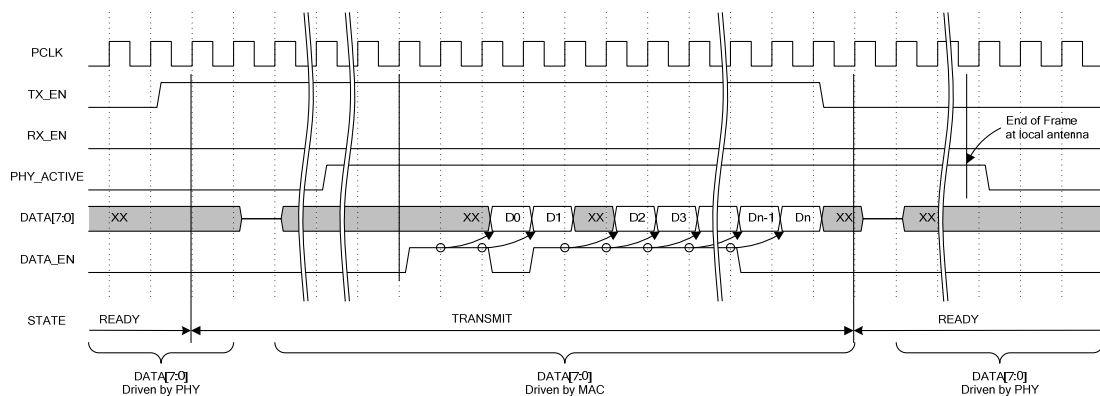 PCLK
TX_EN
RX_EN
End of Frame
at local antenna
PHY_ACTIVE
DATA[7:0] XX XX D0 D1 XX D2 D3 Dn-1 Dn XX XX
DATA_EN
STATE READY TRANSMIT READY
DATA[7:0]
Driven by PHY
DATA[7:0]
Driven by MAC
DATA[7:0]
Driven by PHY